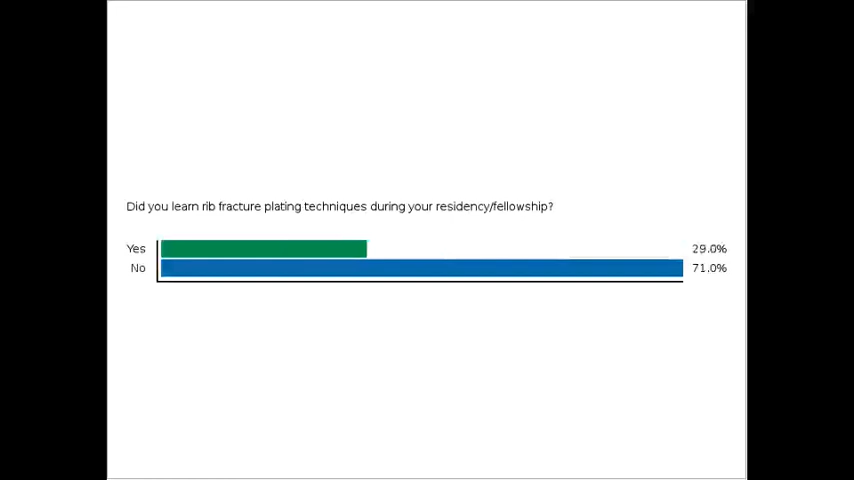 Did you learn rib fracture plating techniques during your residency/fellowship?
Yes 29.0%
No 71.0%